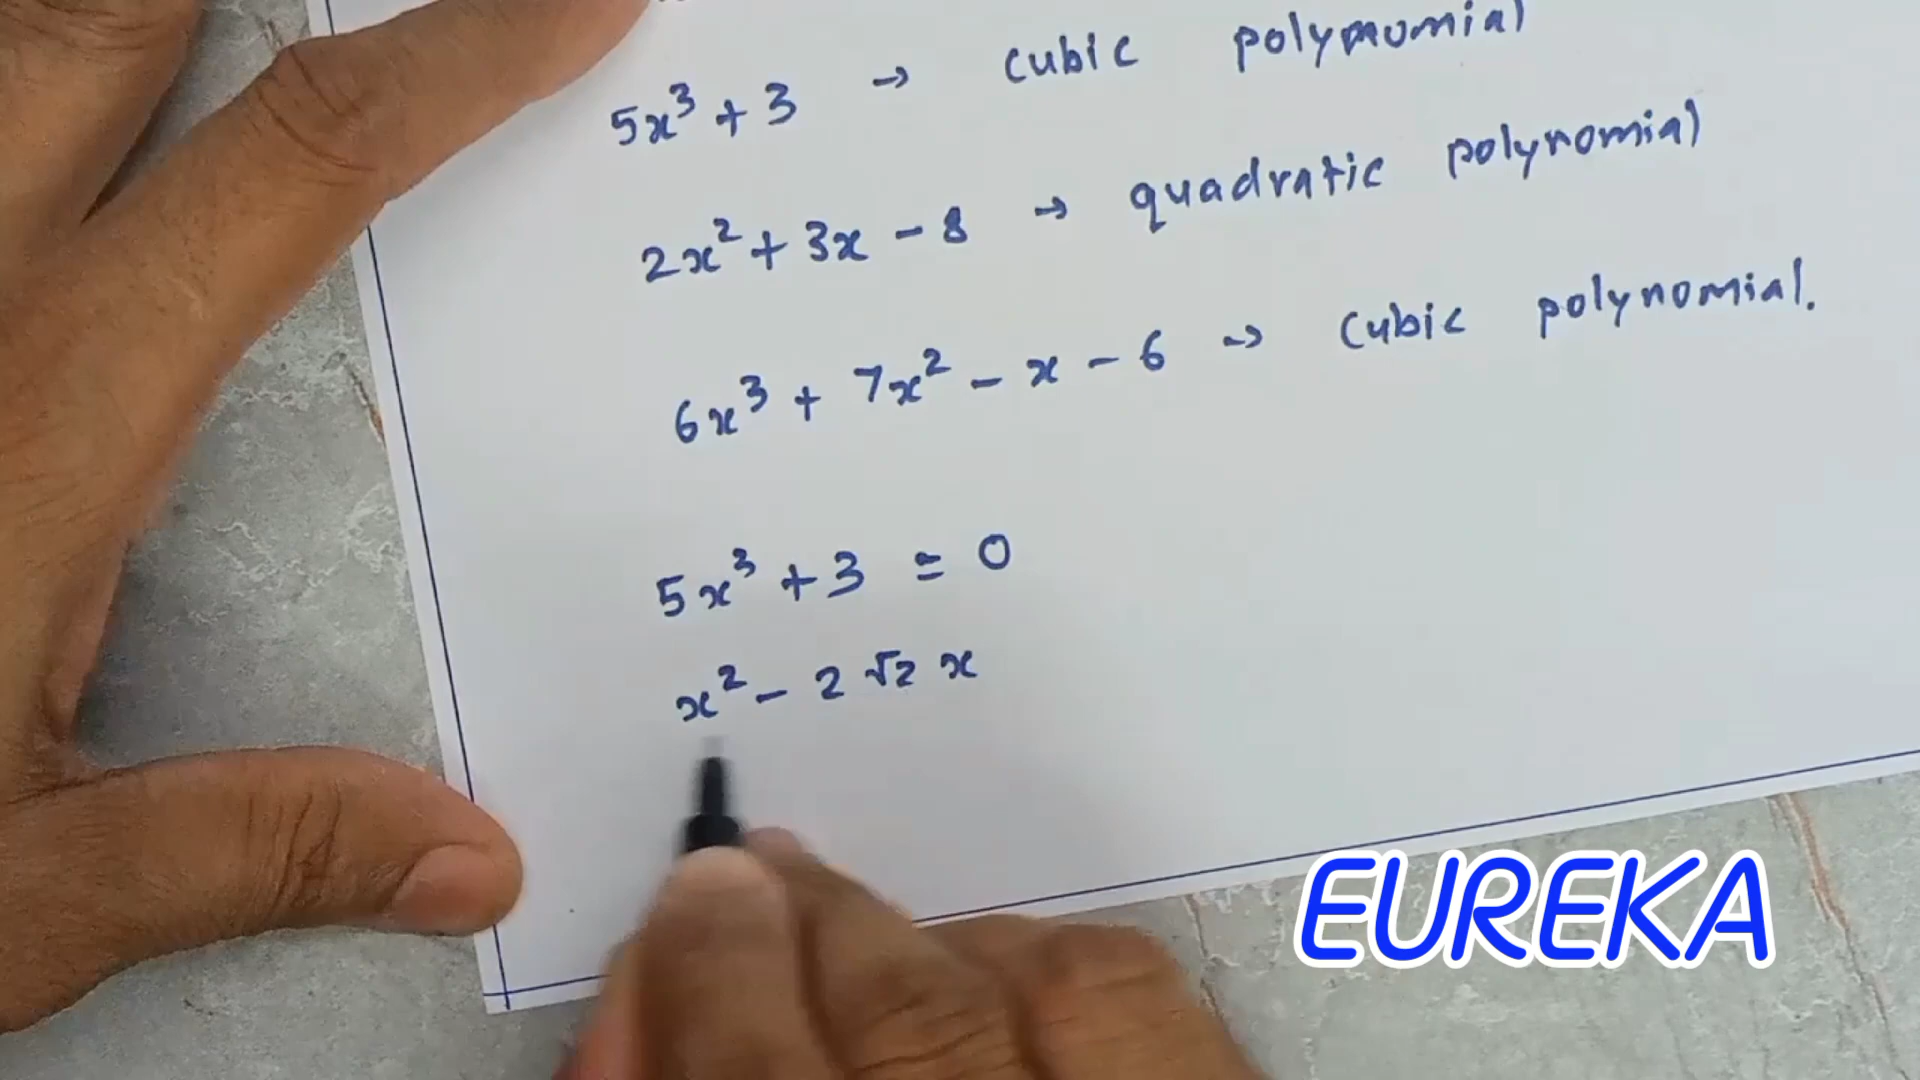 5x³ + 3 → cubic polynomial
2x² + 3x - 8 → quadratic polynomial
6x³ + 7x² - x - 6 → cubic polynomial.
5x³ + 3 = 0
x² - 2 √2 x
EUREKA